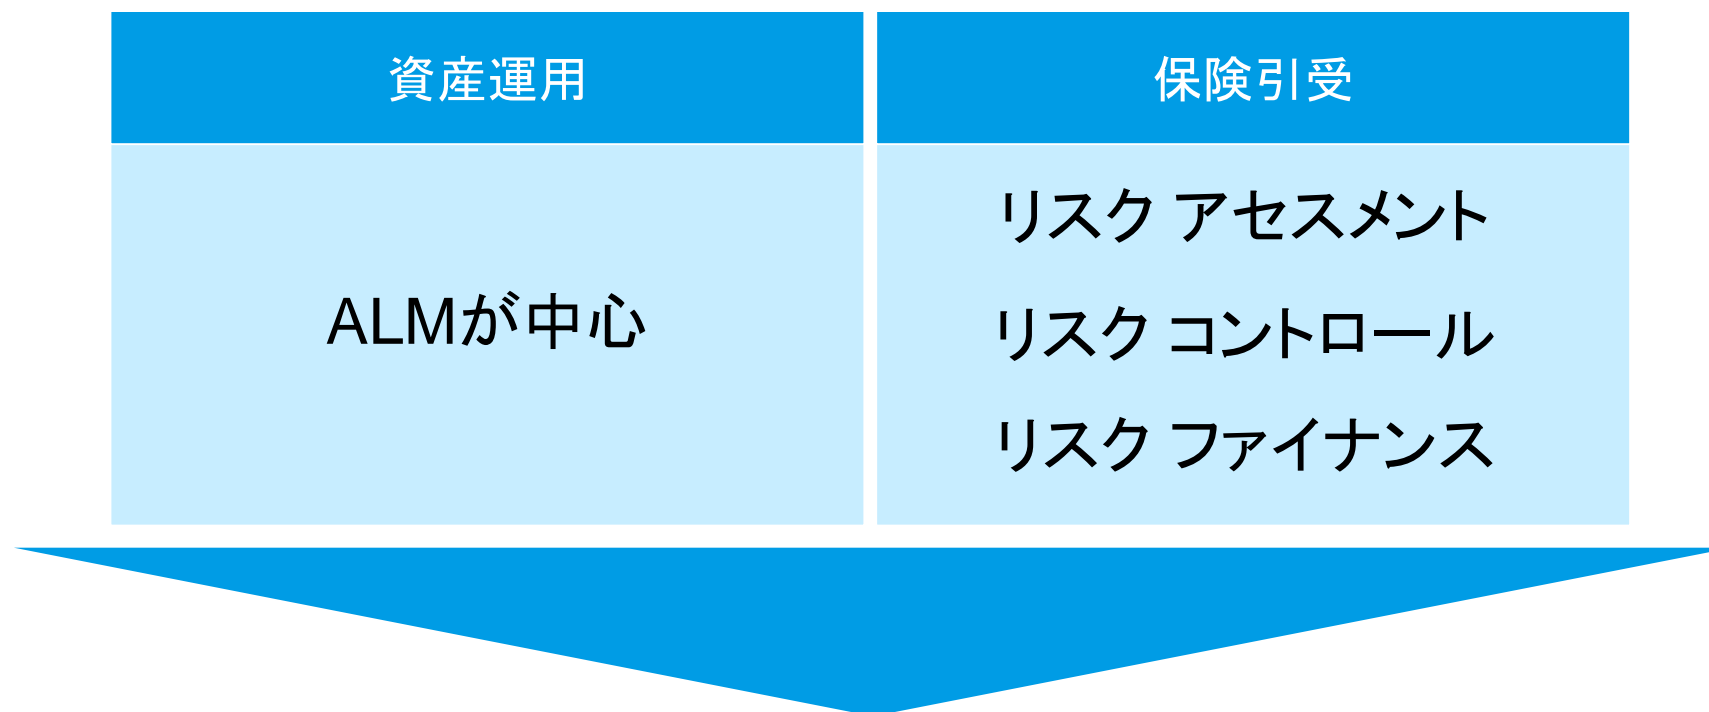 資産運用
ALMが中心
保険引受
リスク アセスメント
リスク コントロール
リスク ファイナンス